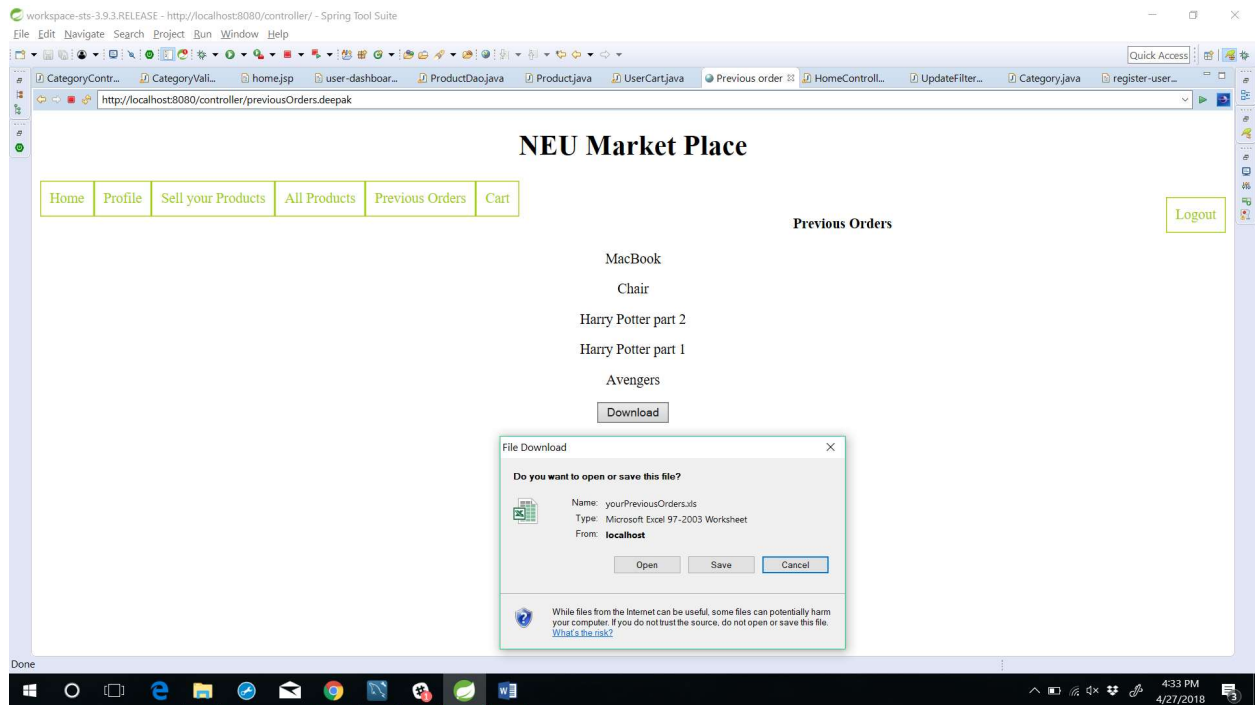 workspace-sts-3.9.3.RELEASE - http://localhost:8080/controller/ - Spring Tool Suite
File Edit Navigate Search Project Run Window Help
Quick Access
CategoryContr... CategoryVali... home.jsp user-dashboar... ProductDao.java Product.java UserCart.java Previous order HomeControll... UpdateFilter... Category.java register-user...
http://localhost:8080/controller/previousOrders.deepak
NEU Market Place
Home Profile Sell your Products All Products Previous Orders Cart
Logout
Previous Orders
MacBook
Chair
Harry Potter part 2
Harry Potter part 1
Avengers
Download
File Download
Do you want to open or save this file?
Name: yourPreviousOrders.xls
Type: Microsoft Excel 97-2003 Worksheet
From: localhost
Open Save Cancel
While files from the Internet can be useful, some files can potentially harm
your computer. If you do not trust the source, do not open or save this file.
What's the risk?
Done
4:33 PM
4/27/2018
3